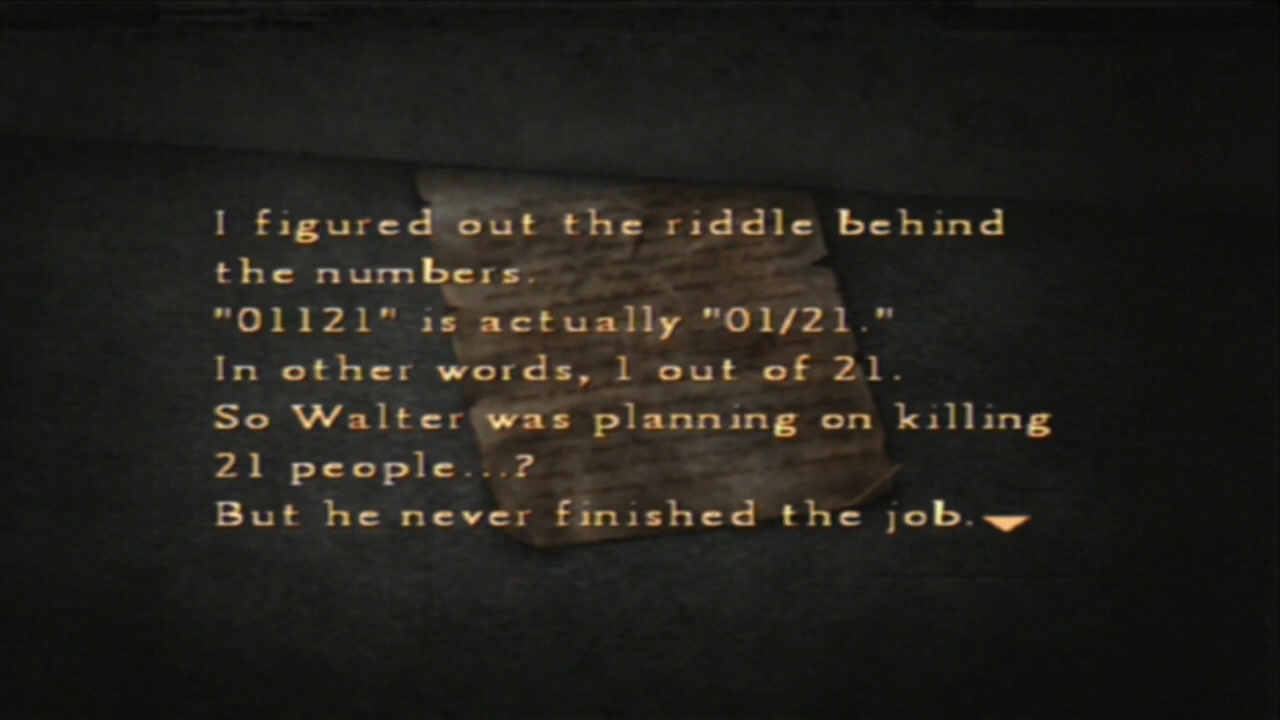 I figured out the riddle behind
the numbers.
"01121" is actually "01/21."
In other words, 1 out of 21.
So Walter was planning on killing
21 people...?
But he never finished the job.